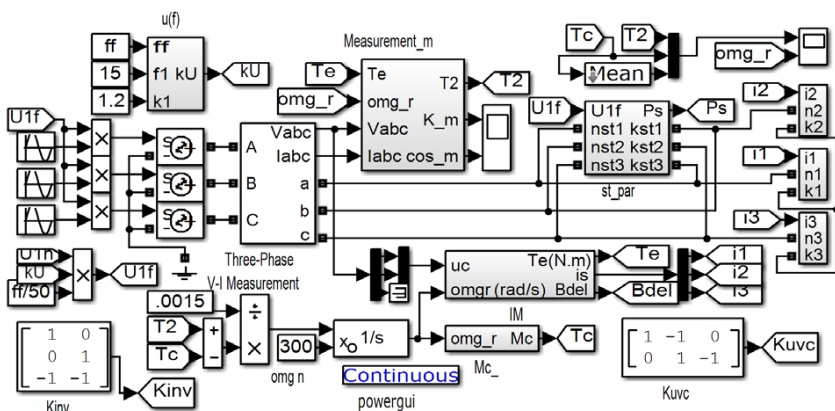 u(f)
ff
15
1.2
ff
f1 kU
k1
kU
Measurement_m
Te
omg_r
Te
omg_r
Vabc
Iabc
T2
K_m
cos_m
T2
Tc
T2
Mean
omg_r
U1f
U1f
nst1
nst2
nst3
Ps
kst1
kst2
kst3
Ps
st_par
i2
i2
n2
k2
i1
i1
n1
k1
i3
i3
n3
k3
U1f
A
B
C
Vabc
Iabc
a
b
c
Three-Phase
V-I Measurement
U1n
kU
ff/50
U1f
uc
omgr (rad/s)
Te(N.m)
is
Bdel
IM
Te
Bdel
i1
i2
i3
.0015
T2
Tc
+
−
÷
×
300
omg n
xo 1/s
omg_r Mc
Mc_
Tc
Continuous
powergui
1 0
0 1
-1 -1
Kinv
Kinv
1 -1 0
0 1 -1
Kuvc
Kuvc